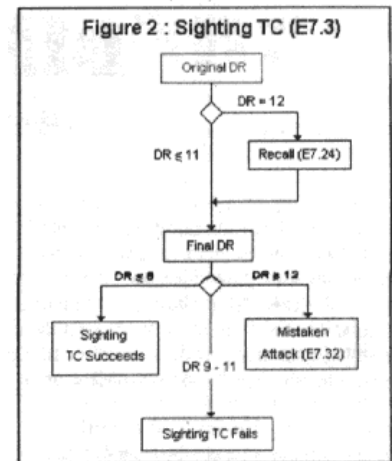 Figure 2 : Sighting TC (E7.3)
Original DR
DR = 12
DR ≤ 11
Recall (E7.24)
Final DR
DR ≤ 8
DR ≥ 12
Sighting
TC Succeeds
Mistaken
Attack (E7.32)
DR 9 - 11
Sighting TC Fails